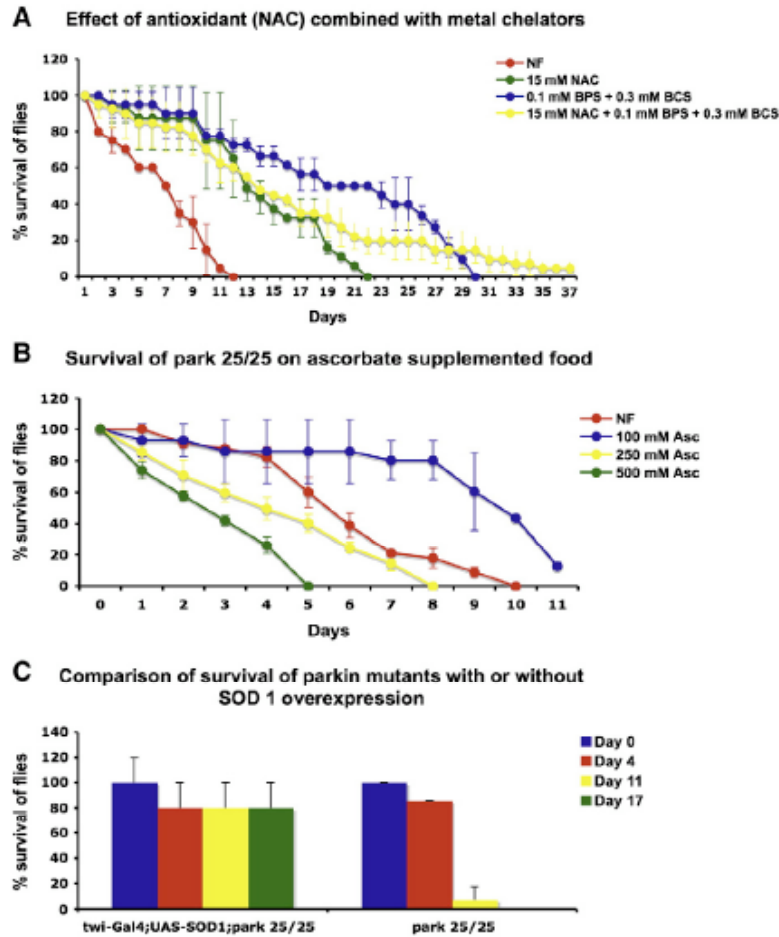 A Effect of antioxidant (NAC) combined with metal chelators
NF
15 mM NAC
0.1 mM BPS + 0.3 mM BCS
15 mM NAC + 0.1 mM BPS + 0.3 mM BCS
% survival of flies
120
100
80
60
40
20
0
1 3 5 7 9 11 13 15 17 19 21 23 25 27 29 31 33 35 37
Days
B Survival of park 25/25 on ascorbate supplemented food
NF
100 mM Asc
250 mM Asc
500 mM Asc
% survival of flies
120
100
80
60
40
20
0
0 1 2 3 4 5 6 7 8 9 10 11
Days
C Comparison of survival of parkin mutants with or without
SOD 1 overexpression
Day 0
Day 4
Day 11
Day 17
% survival of flies
140
120
100
80
60
40
20
0
twi-Gal4;UAS-SOD1;park 25/25 park 25/25